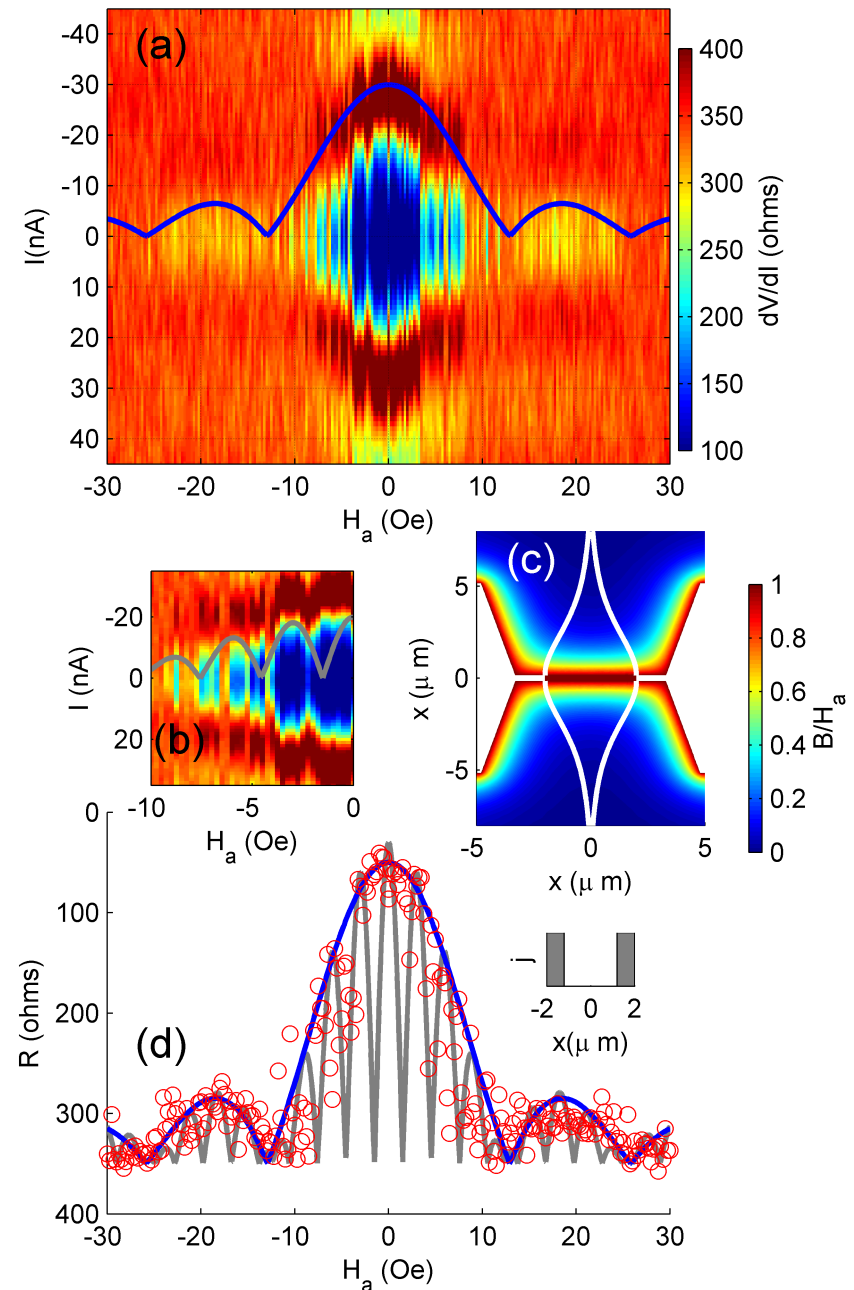 (a)
I(nA)
-40
-30
-20
-10
0
10
20
30
40
-30 -20 -10 0 10 20 30
H_a (Oe)
400
350
300
250
200
150
100
dV/dI (ohms)
(b)
I (nA)
-20
0
20
-10 -5 0
H_a (Oe)
(c)
x (μ m)
5
0
-5
-5 0 5
x (μ m)
1
0.8
0.6
0.4
0.2
0
B/H_a
(d)
R (ohms)
0
100
200
300
400
-30 -20 -10 0 10 20 30
H_a (Oe)
j
-2 0 2
x(μ m)